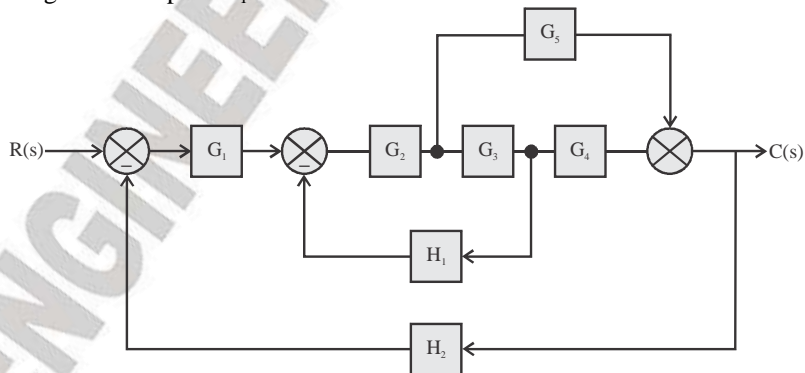 G₅
R(s) G₁ G₂ G₃ G₄ C(s)
–
–
H₁
H₂